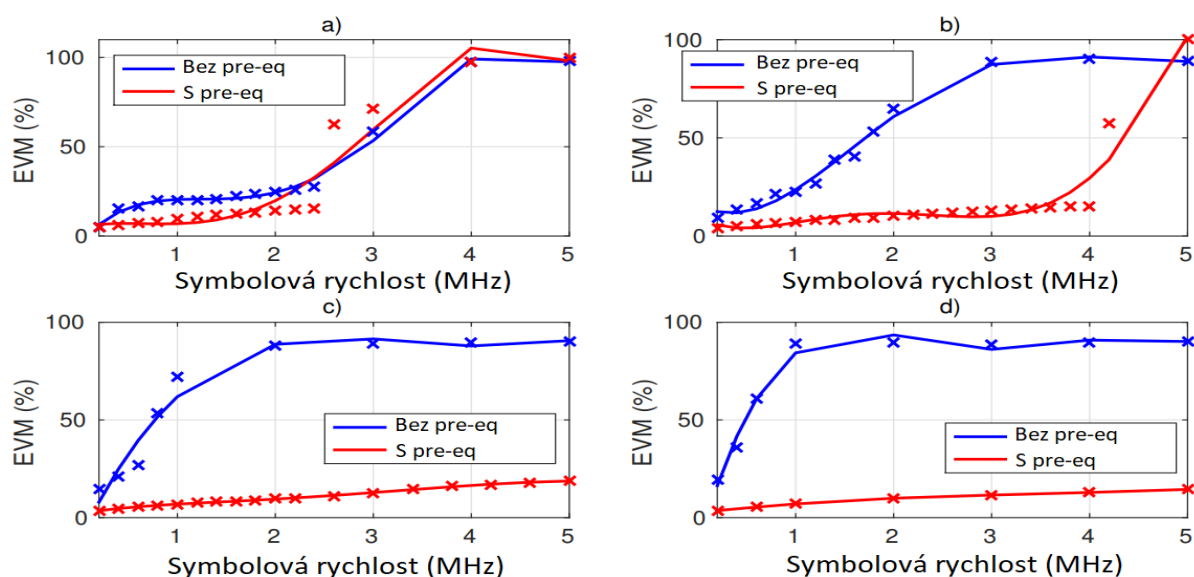 a)
100
50
0
EVM (%)
Bez pre-eq
S pre-eq
1 2 3 4 5
Symbolová rychlost (MHz)
b)
100
50
0
EVM (%)
Bez pre-eq
S pre-eq
1 2 3 4 5
Symbolová rychlost (MHz)
c)
100
50
0
EVM (%)
Bez pre-eq
S pre-eq
1 2 3 4 5
Symbolová rychlost (MHz)
d)
100
50
0
EVM (%)
Bez pre-eq
S pre-eq
1 2 3 4 5
Symbolová rychlost (MHz)